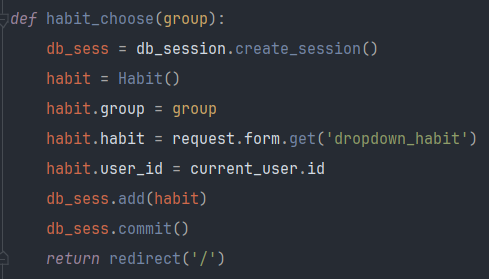 def habit_choose(group):
    db_sess = db_session.create_session()
    habit = Habit()
    habit.group = group
    habit.habit = request.form.get('dropdown_habit')
    habit.user_id = current_user.id
    db_sess.add(habit)
    db_sess.commit()
    return redirect('/')